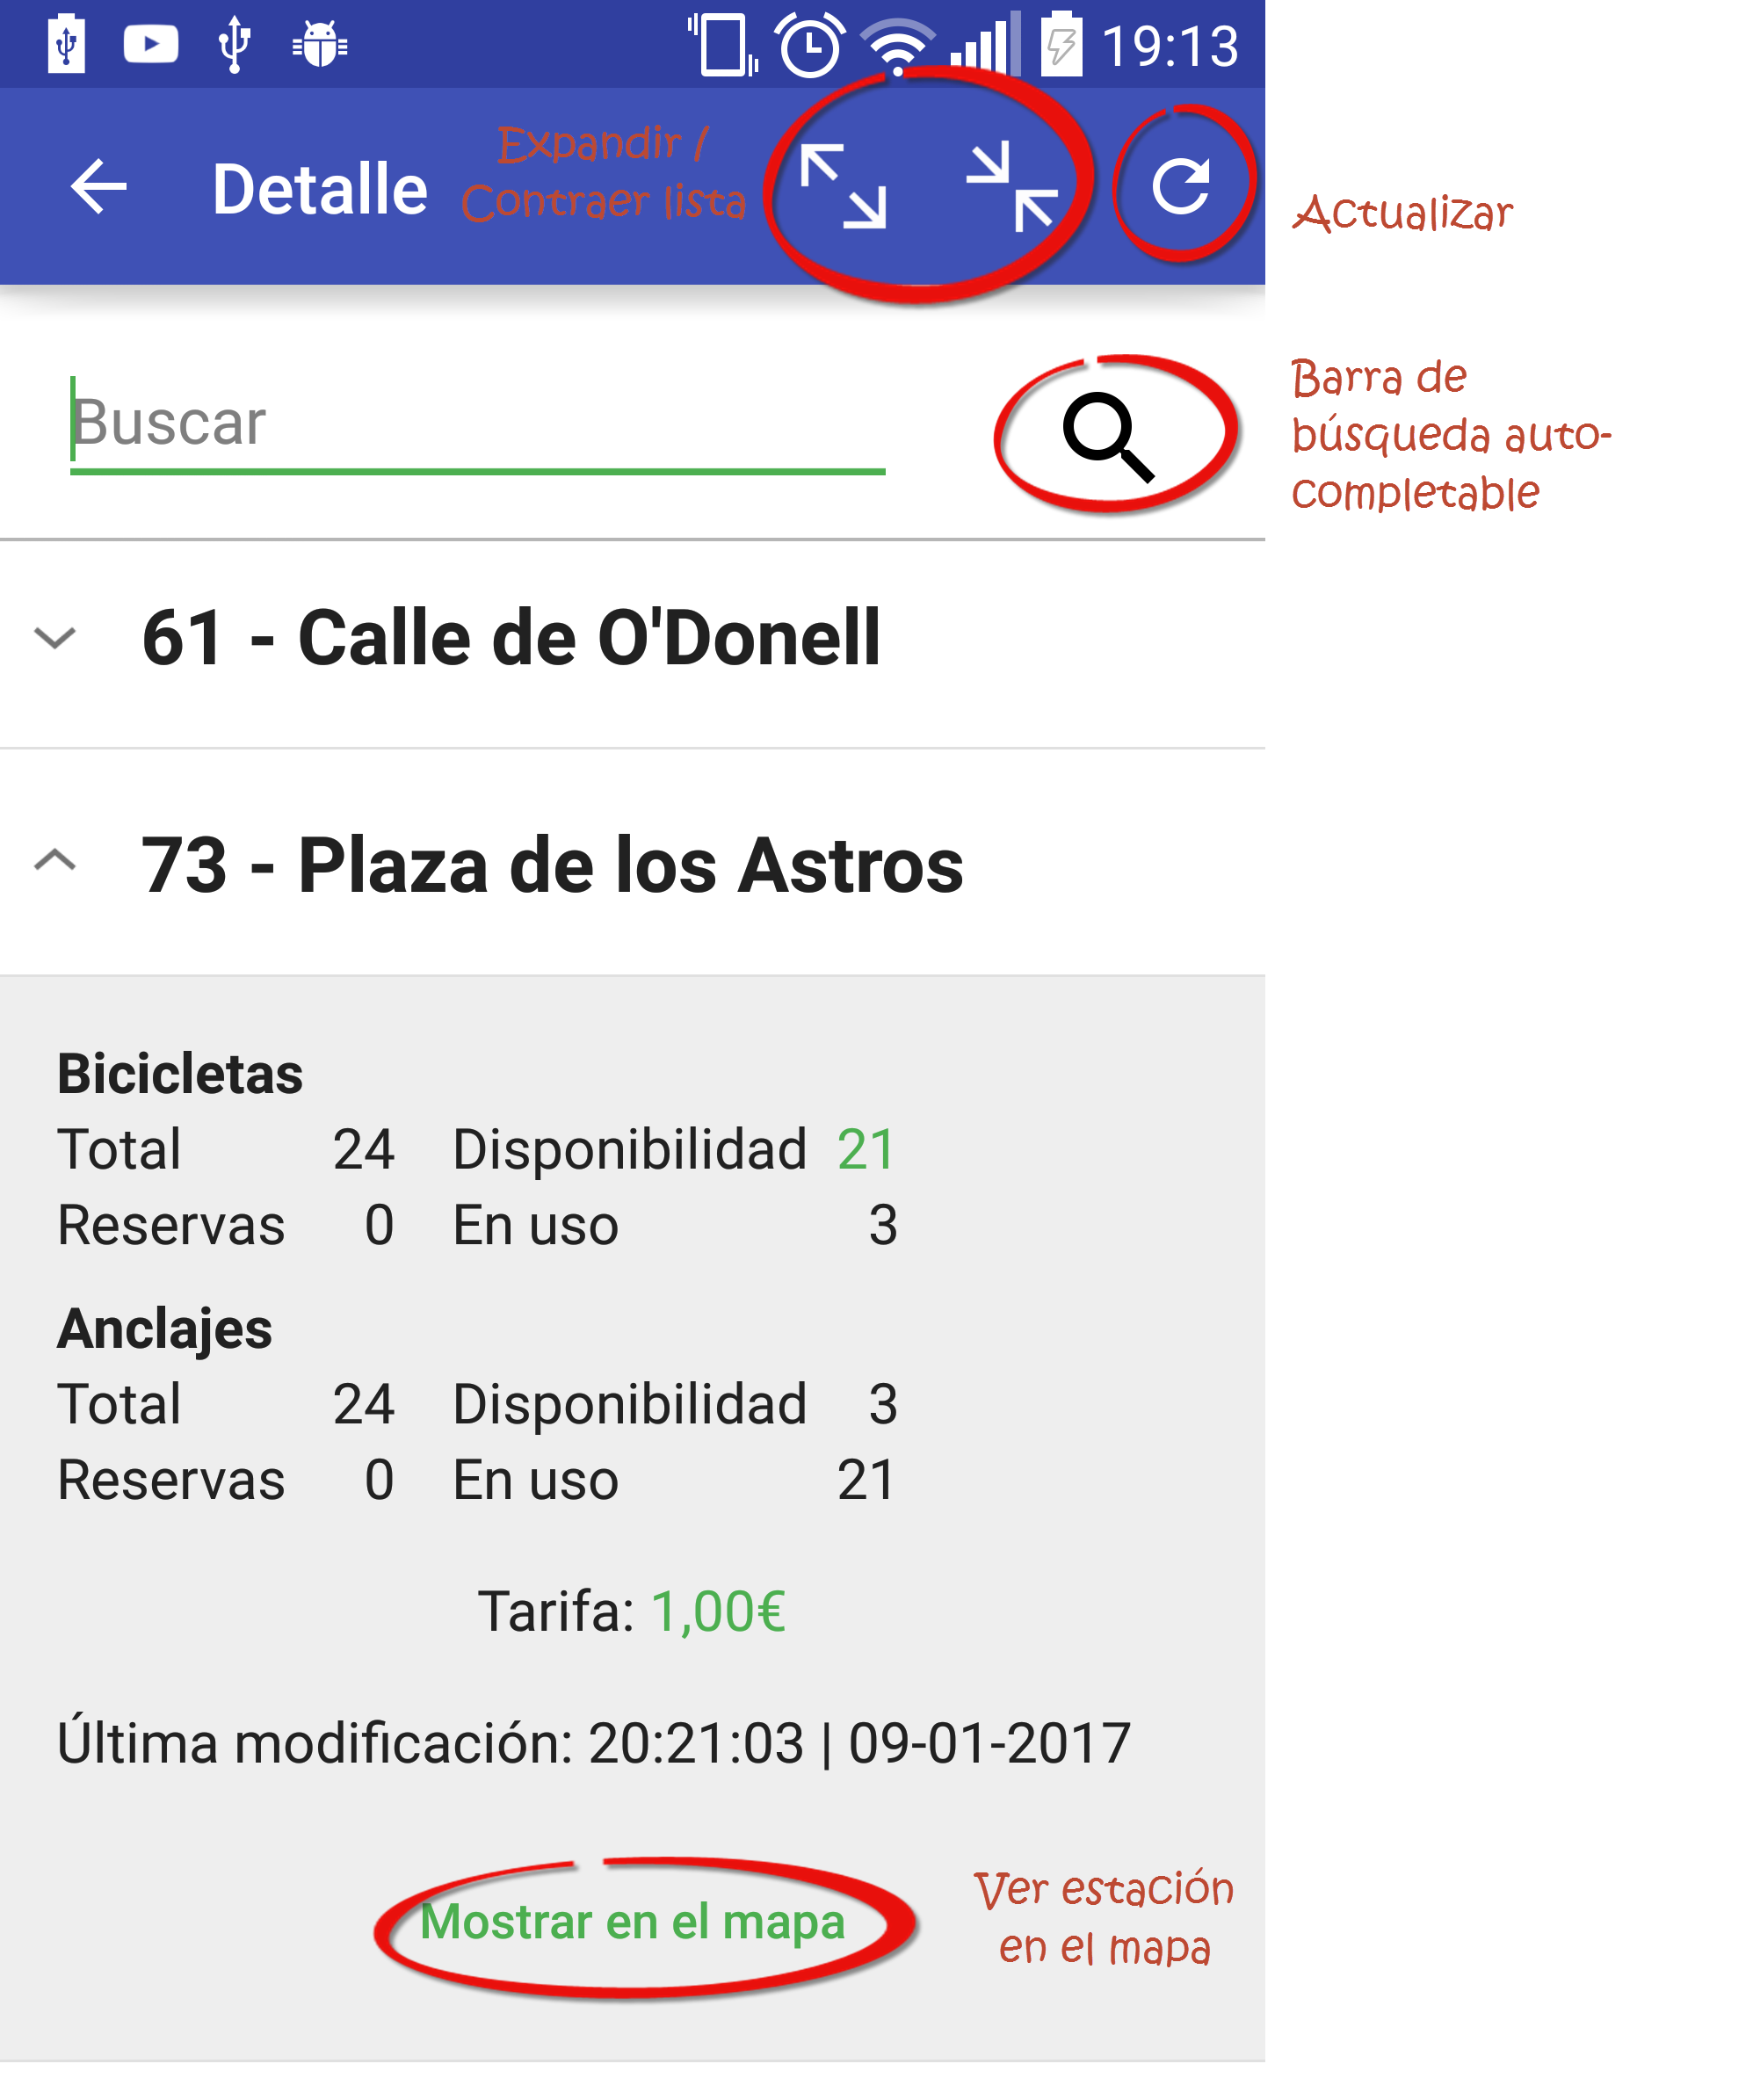 19:13
Detalle
Expandir /
Contraer lista
Actualizar
Buscar
Barra de
búsqueda auto-
completable
61 - Calle de O'Donell
73 - Plaza de los Astros
Bicicletas
Total 24 Disponibilidad 21
Reservas 0 En uso 3
Anclajes
Total 24 Disponibilidad 3
Reservas 0 En uso 21
Tarifa: 1,00€
Última modificación: 20:21:03 | 09-01-2017
Mostrar en el mapa
Ver estación
en el mapa